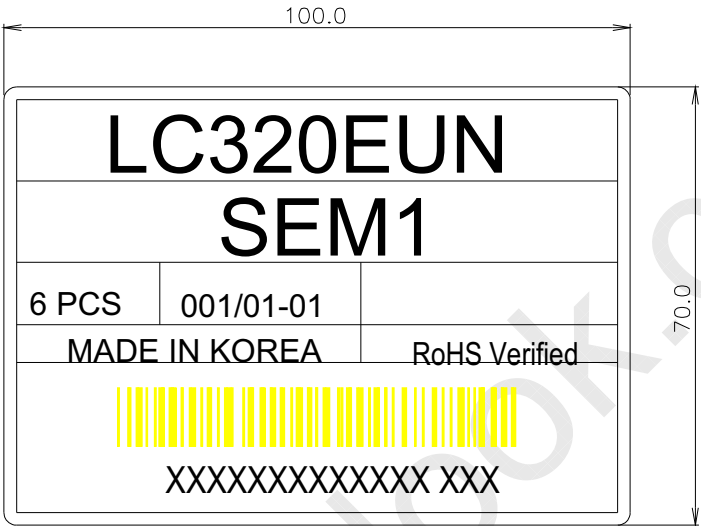 100.0
LC320EUN
SEM1
6 PCS 001/01-01
70.0
MADE IN KOREA RoHS Verified
XXXXXXXXXXXXX XXX